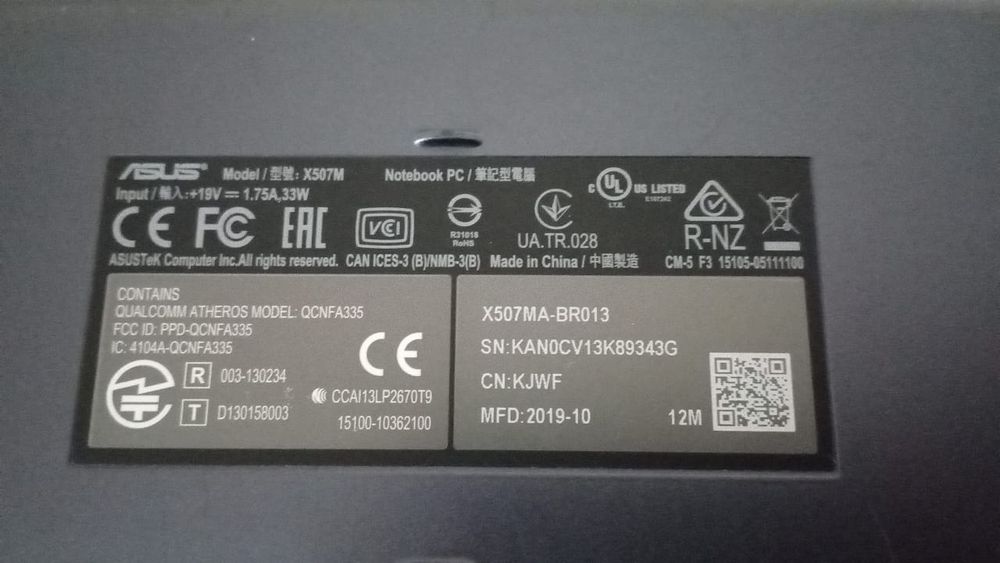 ASUS Model / 型號: X507M Notebook PC / 筆記型電腦
Input / 輸入:+19V ⎓ 1.75A,33W
c UL US LISTED
I.T.E. E187242
CE FC EAC VCCI R31018 RoHS UA.TR.028 R-NZ
ASUSTeK Computer Inc.All rights reserved. CAN ICES-3 (B)/NMB-3(B) Made in China / 中國製造 CM-5 F3 15105-05111100
CONTAINS
QUALCOMM ATHEROS MODEL: QCNFA335
FCC ID: PPD-QCNFA335
IC: 4104A-QCNFA335
CE
R 003-130234
T D130158003
CCAI13LP2670T9
15100-10362100
X507MA-BR013
SN:KAN0CV13K89343G
CN:KJWF
MFD:2019-10 12M